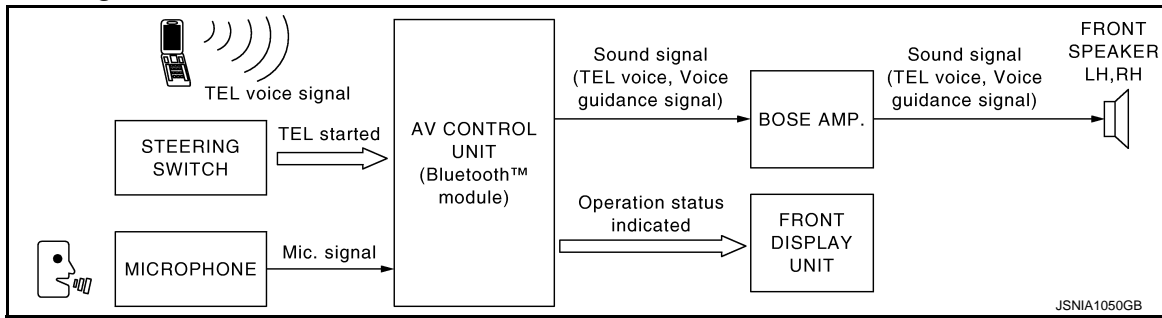 TEL voice signal
STEERING
SWITCH
TEL started
MICROPHONE
Mic. signal
AV CONTROL
UNIT
(Bluetooth™
module)
Sound signal
(TEL voice, Voice
guidance signal)
BOSE AMP.
Sound signal
(TEL voice, Voice
guidance signal)
FRONT
SPEAKER
LH,RH
Operation status
indicated
FRONT
DISPLAY
UNIT
JSNIA1050GB